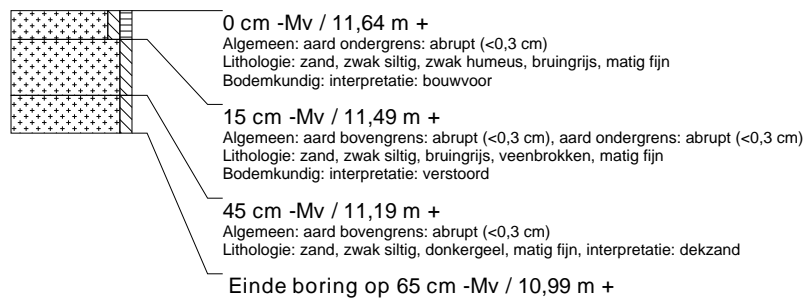 0 cm -Mv / 11,64 m +
Algemeen: aard ondergrens: abrupt (<0,3 cm)
Lithologie: zand, zwak siltig, zwak humeus, bruingrijs, matig fijn
Bodemkundig: interpretatie: bouwvoor
15 cm -Mv / 11,49 m +
Algemeen: aard bovengrens: abrupt (<0,3 cm), aard ondergrens: abrupt (<0,3 cm)
Lithologie: zand, zwak siltig, bruingrijs, veenbrokken, matig fijn
Bodemkundig: interpretatie: verstoord
45 cm -Mv / 11,19 m +
Algemeen: aard bovengrens: abrupt (<0,3 cm)
Lithologie: zand, zwak siltig, donkergeel, matig fijn, interpretatie: dekzand
Einde boring op 65 cm -Mv / 10,99 m +